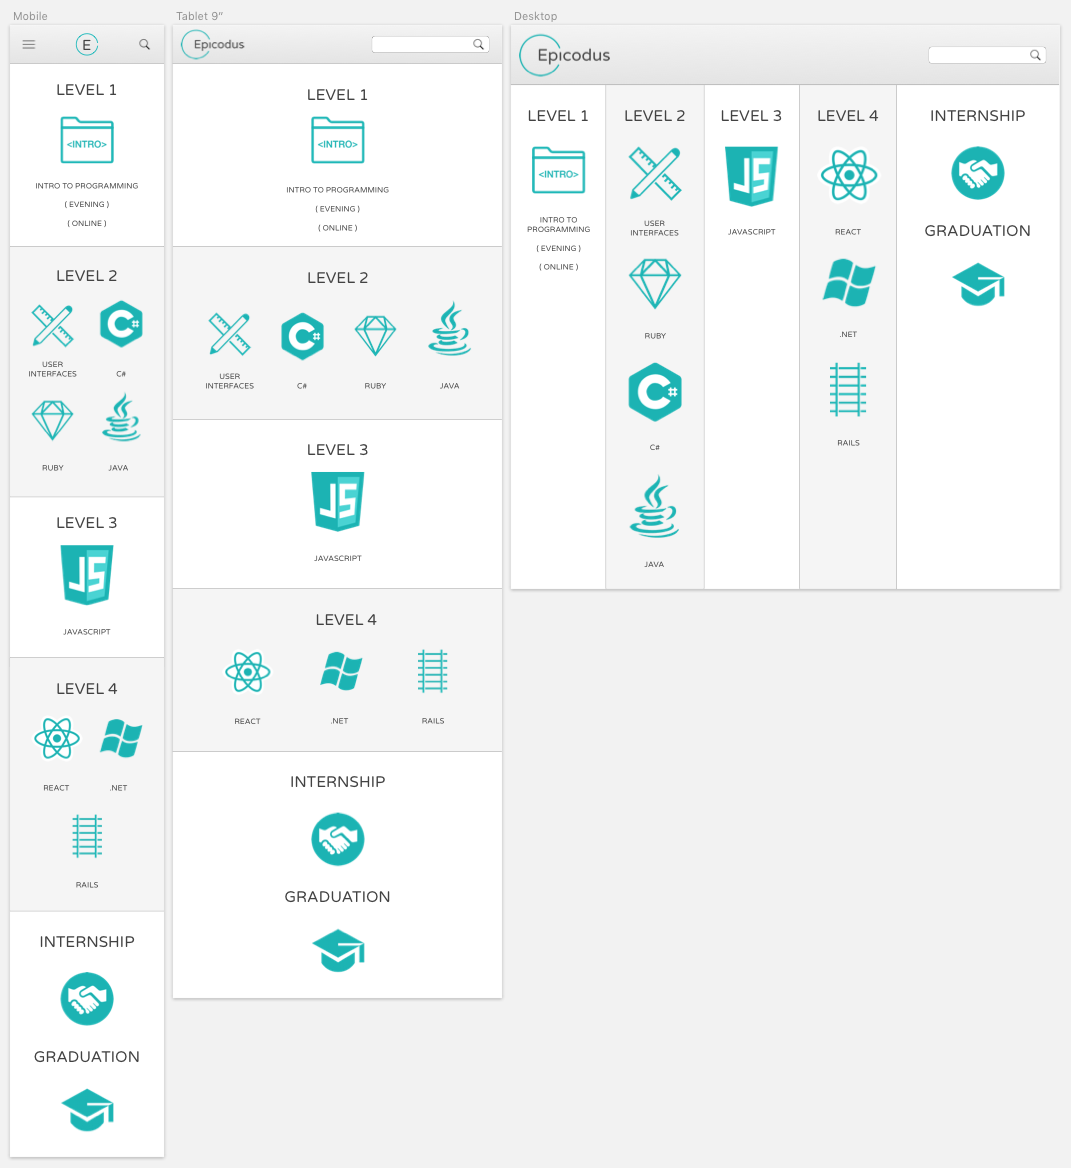 Mobile
E
LEVEL 1
<INTRO>
INTRO TO PROGRAMMING
( EVENING )
( ONLINE )
LEVEL 2
USER
INTERFACES
C#
C#
RUBY
JAVA
LEVEL 3
JS
JAVASCRIPT
LEVEL 4
REACT
.NET
RAILS
INTERNSHIP
GRADUATION
Tablet 9"
Epicodus
LEVEL 1
<INTRO>
INTRO TO PROGRAMMING
( EVENING )
( ONLINE )
LEVEL 2
C#
USER
INTERFACES
C#
RUBY
JAVA
LEVEL 3
JS
JAVASCRIPT
LEVEL 4
REACT
.NET
RAILS
INTERNSHIP
GRADUATION
Desktop
Epicodus
LEVEL 1
<INTRO>
INTRO TO
PROGRAMMING
( EVENING )
( ONLINE )
LEVEL 2
USER
INTERFACES
RUBY
C#
C#
JAVA
LEVEL 3
JS
JAVASCRIPT
LEVEL 4
REACT
.NET
RAILS
INTERNSHIP
GRADUATION